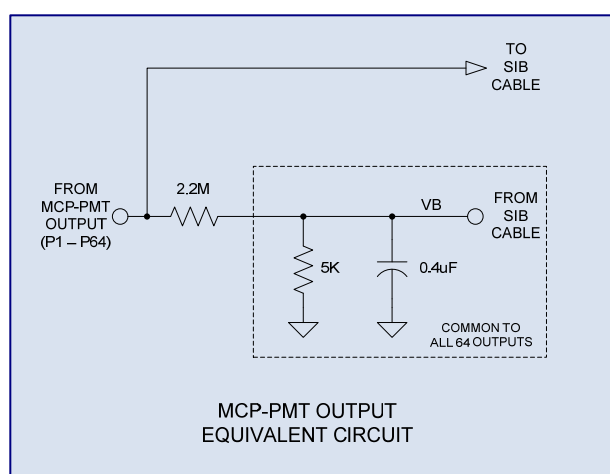 TO
SIB
CABLE
FROM
MCP-PMT
OUTPUT
(P1 – P64)
2.2M
VB
FROM
SIB
CABLE
5K
0.4uF
COMMON TO
ALL 64 OUTPUTS
MCP-PMT OUTPUT
EQUIVALENT CIRCUIT